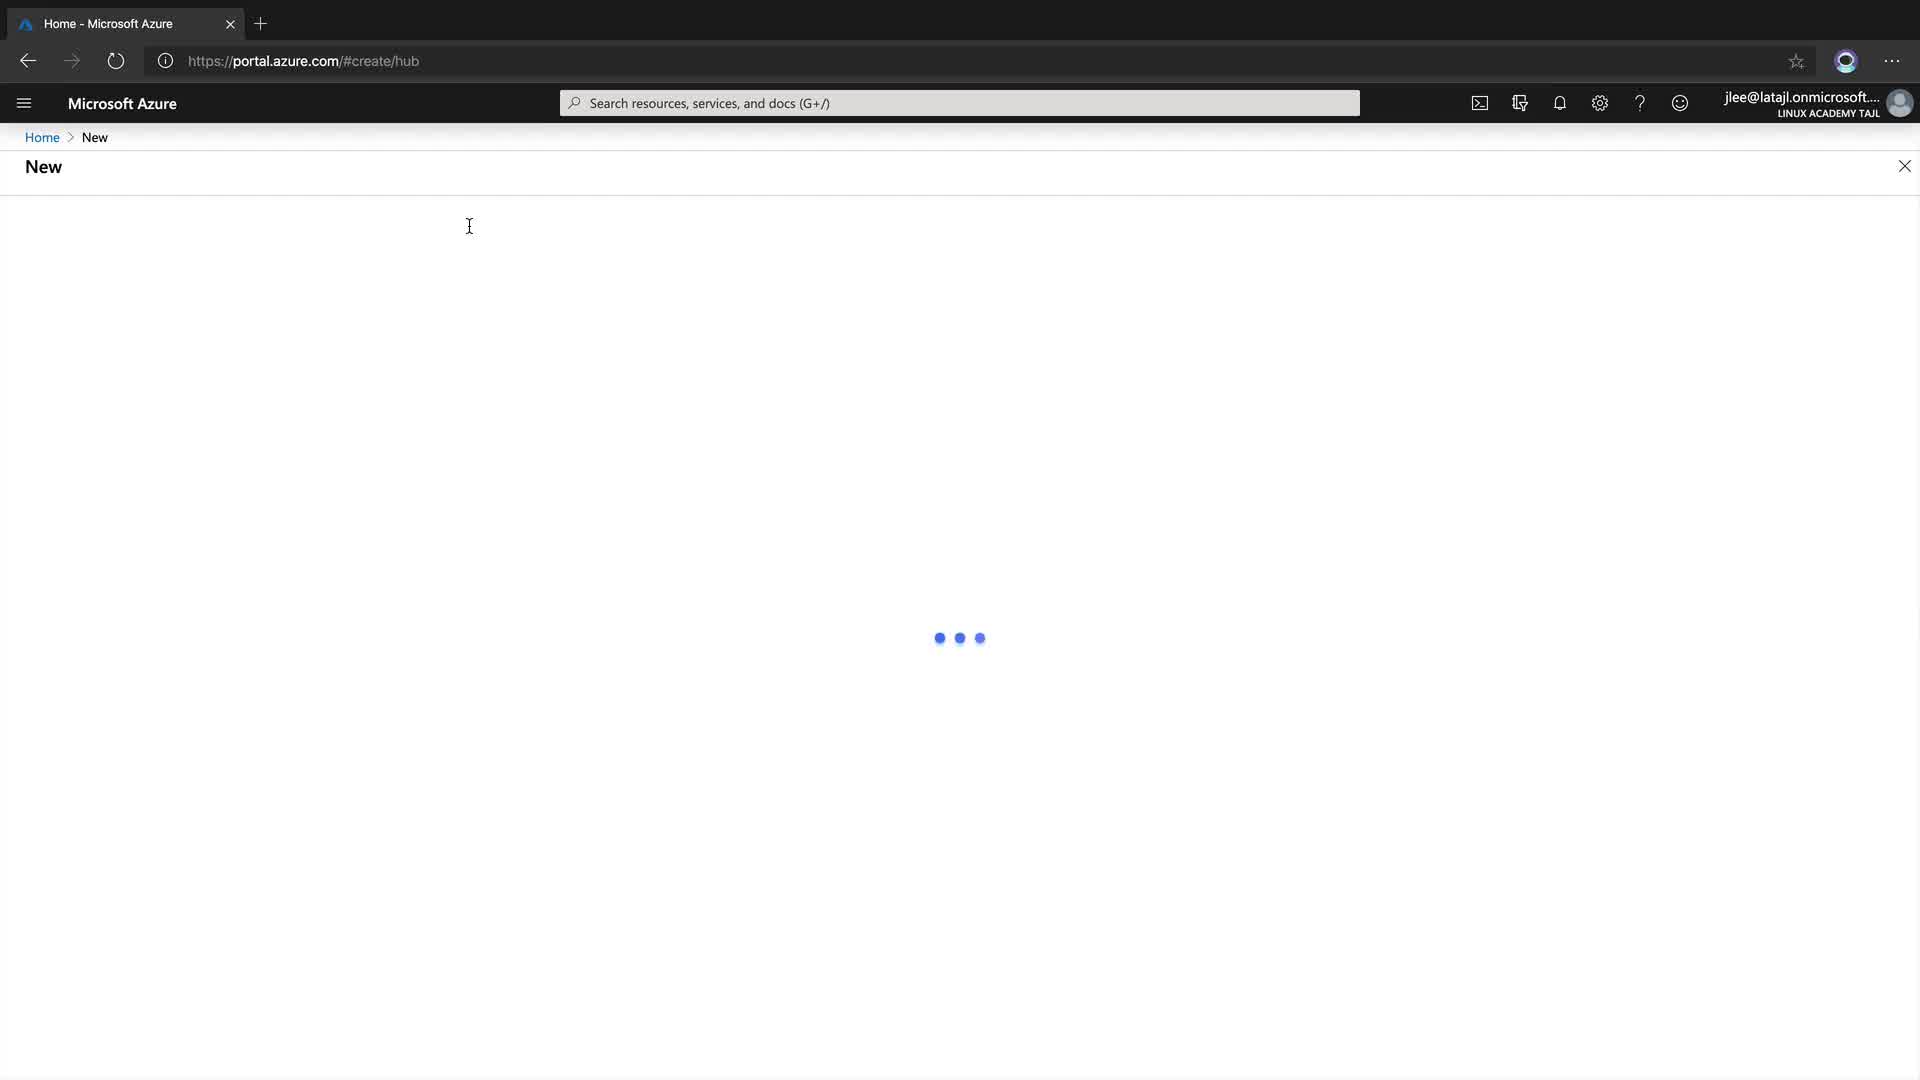 Home - Microsoft Azure
https://portal.azure.com/#create/hub
Microsoft Azure
Search resources, services, and docs (G+/)
jlee@latajl.onmicrosoft....
LINUX ACADEMY TAJL
Home > New
New